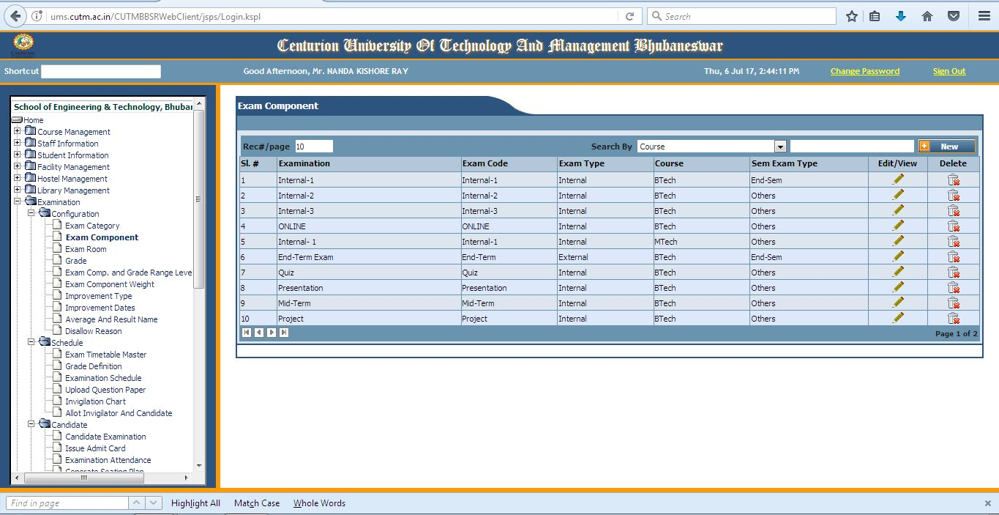 ums.cutm.ac.in/CUTMBBSRWebClient/jsps/Login.kspl
Search
Centurion University Of Technology And Management Bhubaneswar
Centurion
Shortcut
Good Afternoon, Mr. NANDA KISHORE RAY
Thu, 6 Jul 17, 2:44:11 PM
Change Password
Sign Out
School of Engineering & Technology, Bhubar
Home
Course Management
Staff Information
Student Information
Facility Management
Hostel Management
Library Management
Examination
Configuration
Exam Category
Exam Component
Exam Room
Grade
Exam Comp. and Grade Range Leve
Exam Component Weight
Improvement Type
Improvement Dates
Average And Result Name
Disallow Reason
Schedule
Exam Timetable Master
Grade Definition
Examination Schedule
Upload Question Paper
Invigilation Chart
Allot Invigilator And Candidate
Candidate
Candidate Examination
Issue Admit Card
Examination Attendance
Generate Seating Plan
Exam Component
Rec#/page 10 Search By Course New
Sl. # Examination Exam Code Exam Type Course Sem Exam Type Edit/View Delete
1 Internal-1 Internal-1 Internal BTech End-Sem
2 Internal-2 Internal-2 Internal BTech Others
3 Internal-3 Internal-3 Internal BTech Others
4 ONLINE ONLINE Internal BTech Others
5 Internal- 1 Internal-1 Internal MTech Others
6 End-Term Exam End-Term External BTech End-Sem
7 Quiz Quiz Internal BTech Others
8 Presentation Presentation Internal BTech Others
9 Mid-Term Mid-Term Internal BTech Others
10 Project Project Internal BTech Others
Page 1 of 2
Find in page
Highlight All Match Case Whole Words